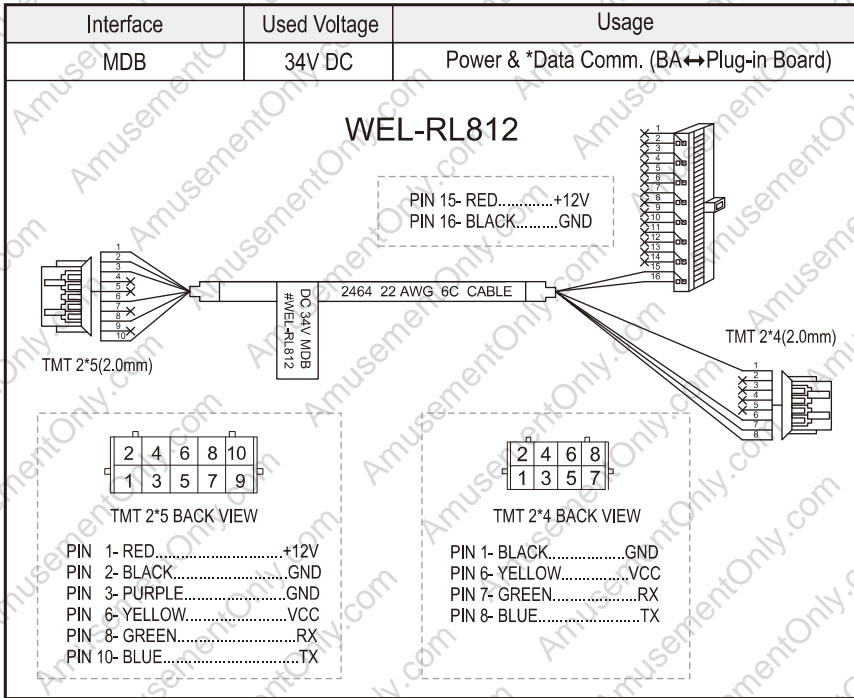 Interface Used Voltage Usage
MDB 34V DC Power & *Data Comm. (BA↔Plug-in Board)
WEL-RL812
PIN 15- RED............+12V
PIN 16- BLACK.........GND
1
2
3
4
5
6
7
8
9
10
11
12
13
14
15
16
1
2
3
4
5
6
7
8
9
10
TMT 2*5(2.0mm)
DC 34V MDB
#WEL-RL812
2464 22 AWG 6C CABLE
TMT 2*4(2.0mm)
1
2
3
4
5
6
7
8
2 4 6 8 10
1 3 5 7 9
TMT 2*5 BACK VIEW
PIN 1- RED............................+12V
PIN 2- BLACK.........................GND
PIN 3- PURPLE.......................GND
PIN 6- YELLOW......................VCC
PIN 8- GREEN..........................RX
PIN 10- BLUE............................TX
2 4 6 8
1 3 5 7
TMT 2*4 BACK VIEW
PIN 1- BLACK..............GND
PIN 6- YELLOW...............VCC
PIN 7- GREEN...................RX
PIN 8- BLUE.......................TX
AmusementOnly.com